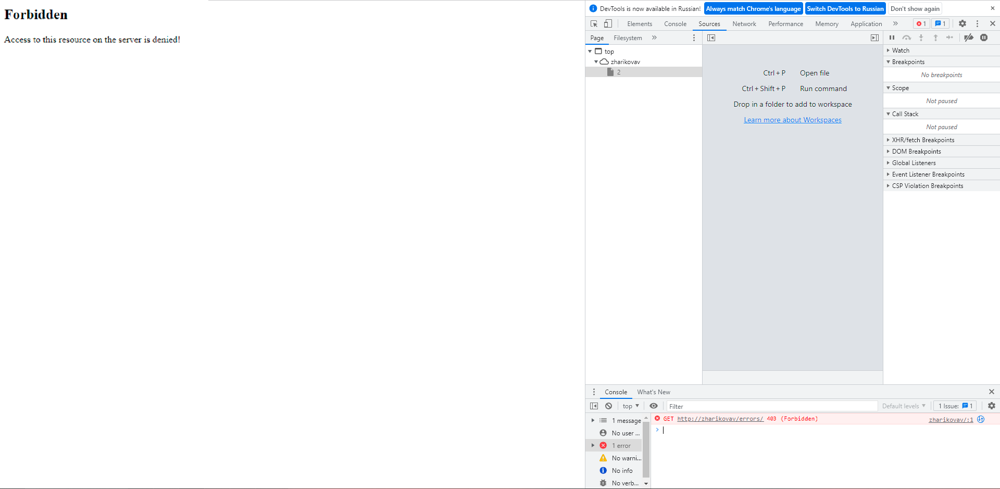 Forbidden
Access to this resource on the server is denied!
DevTools is now available in Russian! Always match Chrome's language Switch DevTools to Russian Don't show again
Elements Console Sources Network Performance Memory Application 1 1
Page Filesystem
top
zharikovav
2
Ctrl + P Open file
Ctrl + Shift + P Run command
Drop in a folder to add to workspace
Learn more about Workspaces
Watch
Breakpoints
No breakpoints
Scope
Not paused
Call Stack
Not paused
XHR/fetch Breakpoints
DOM Breakpoints
Global Listeners
Event Listener Breakpoints
CSP Violation Breakpoints
Console What's New
top Filter Default levels 1 Issue: 1
1 message
No user ...
1 error
No warni...
No info
No verb...
GET http://zharikovav/errors/ 403 (Forbidden) zharikovav/:1